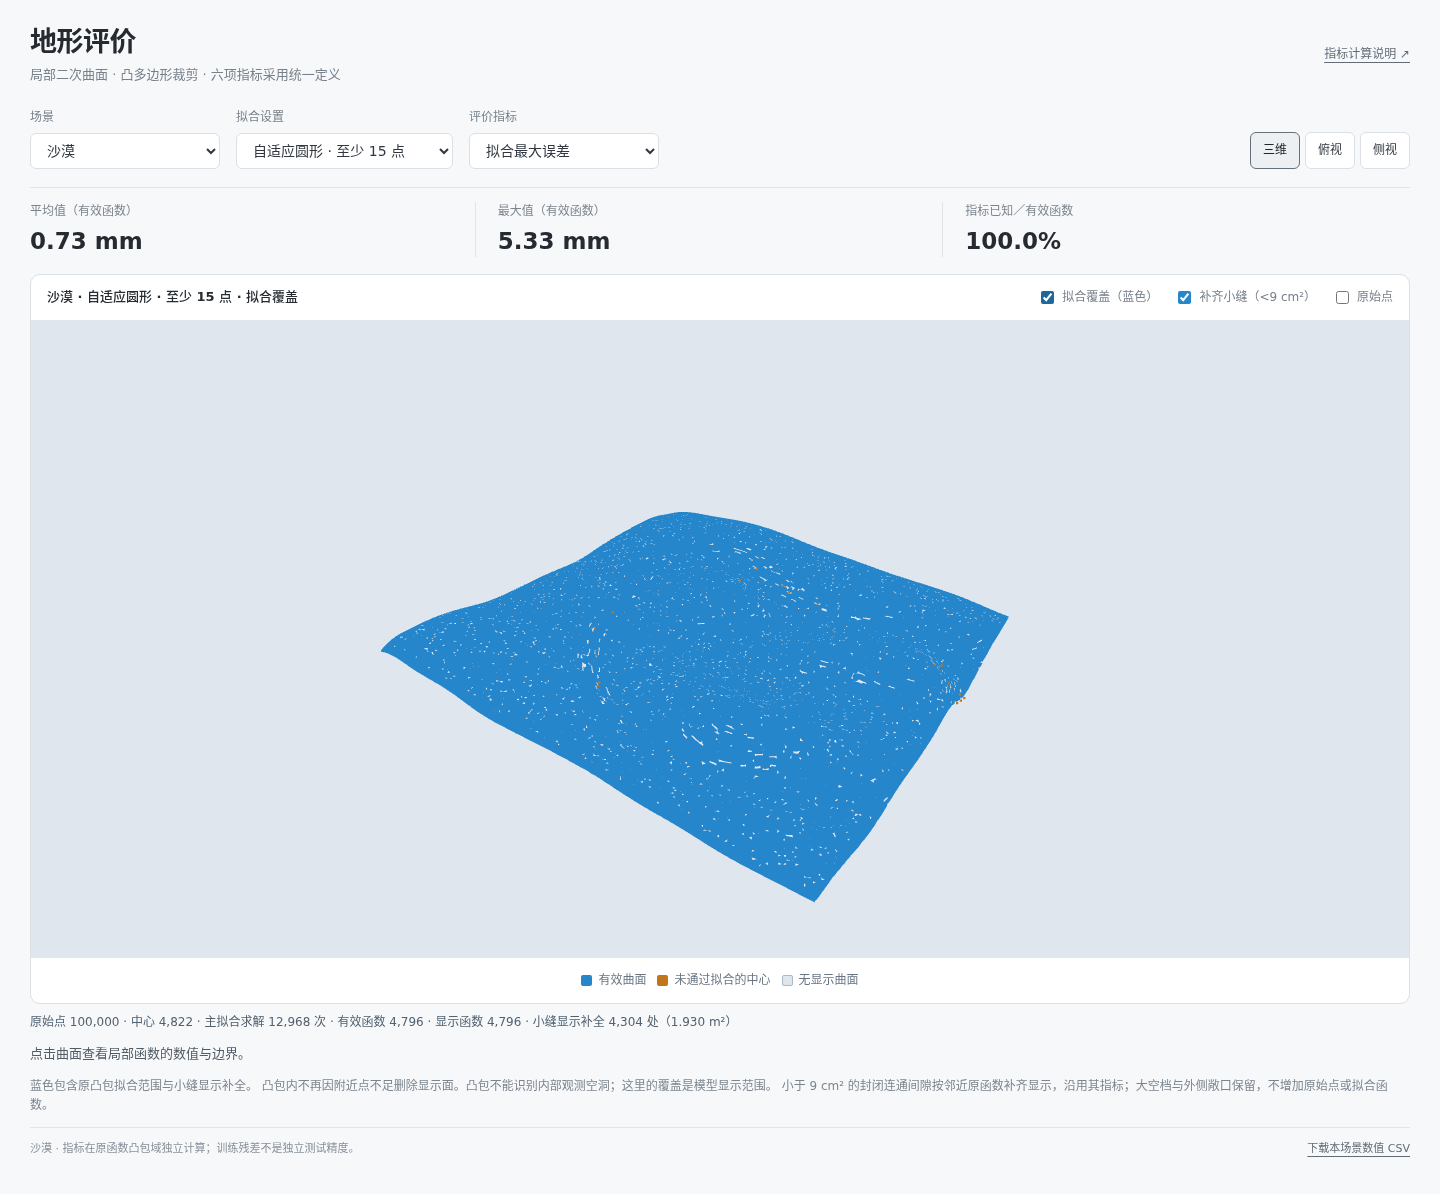 地形评价
指标计算说明 ↗
局部二次曲面 · 凸多边形裁剪 · 六项指标采用统一定义
场景
拟合设置
评价指标
沙漠
自适应圆形 · 至少 15 点
拟合最大误差
三维
俯视
侧视
平均值（有效函数）
最大值（有效函数）
指标已知／有效函数
0.73 mm
5.33 mm
100.0%
沙漠 · 自适应圆形 · 至少 15 点 · 拟合覆盖
拟合覆盖（蓝色）
补齐小缝（<9 cm²）
原始点
有效曲面
未通过拟合的中心
无显示曲面
原始点 100,000 · 中心 4,822 · 主拟合求解 12,968 次 · 有效函数 4,796 · 显示函数 4,796 · 小缝显示补全 4,304 处（1.930 m²）
点击曲面查看局部函数的数值与边界。
蓝色包含原凸包拟合范围与小缝显示补全。 凸包内不再因附近点不足删除显示面。凸包不能识别内部观测空洞；这里的覆盖是模型显示范围。 小于 9 cm² 的封闭连通间隙按邻近原函数补齐显示，沿用其指标；大空档与外侧敞口保留，不增加原始点或拟合函
数。
沙漠 · 指标在原函数凸包域独立计算；训练残差不是独立测试精度。
下载本场景数值 CSV